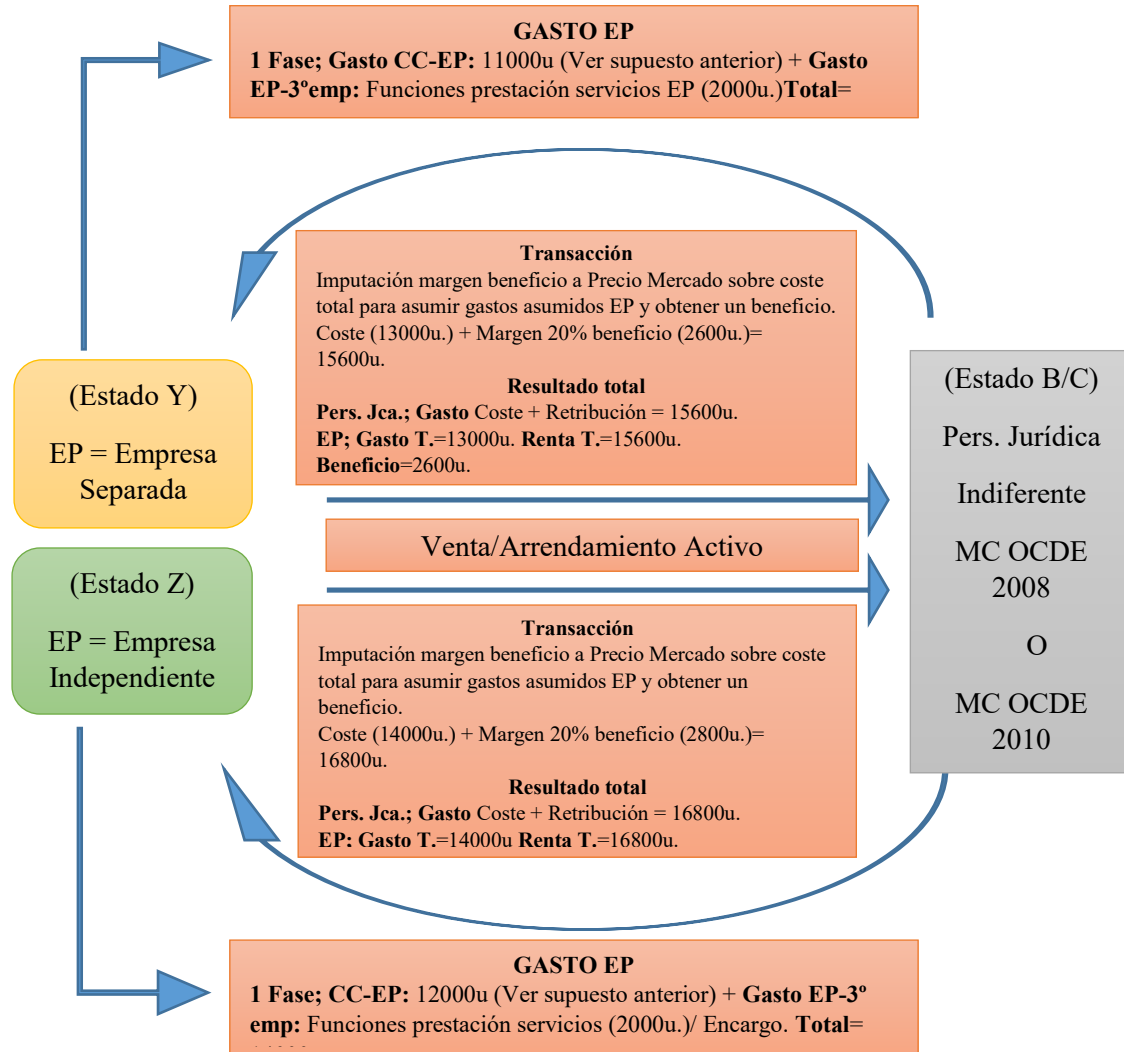 GASTO EP
1 Fase; Gasto CC-EP: 11000u (Ver supuesto anterior) + Gasto
EP-3ºemp: Funciones prestación servicios EP (2000u.)Total=
Transacción
Imputación margen beneficio a Precio Mercado sobre coste
total para asumir gastos asumidos EP y obtener un beneficio.
Coste (13000u.) + Margen 20% beneficio (2600u.)=
15600u.
Resultado total
Pers. Jca.; Gasto Coste + Retribución = 15600u.
EP; Gasto T.=13000u. Renta T.=15600u.
Beneficio=2600u.
(Estado Y)
EP = Empresa
Separada
(Estado B/C)
Pers. Jurídica
Indiferente
MC OCDE
2008
O
MC OCDE
2010
Venta/Arrendamiento Activo
(Estado Z)
EP = Empresa
Independiente
Transacción
Imputación margen beneficio a Precio Mercado sobre coste
total para asumir gastos asumidos EP y obtener un
beneficio.
Coste (14000u.) + Margen 20% beneficio (2800u.)=
16800u.
Resultado total
Pers. Jca.; Gasto Coste + Retribución = 16800u.
EP: Gasto T.=14000u Renta T.=16800u.
GASTO EP
1 Fase; CC-EP: 12000u (Ver supuesto anterior) + Gasto EP-3º
emp: Funciones prestación servicios (2000u.)/ Encargo. Total=